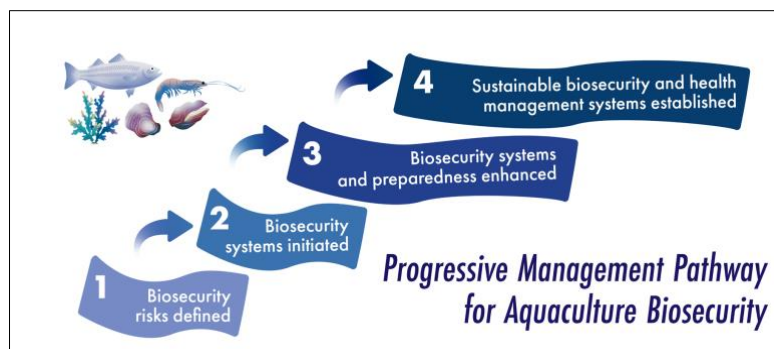 4
Sustainable biosecurity and health
management systems established
3
Biosecurity systems
and preparedness enhanced
2
Biosecurity
systems initiated
1
Biosecurity
risks defined
Progressive Management Pathway
for Aquaculture Biosecurity